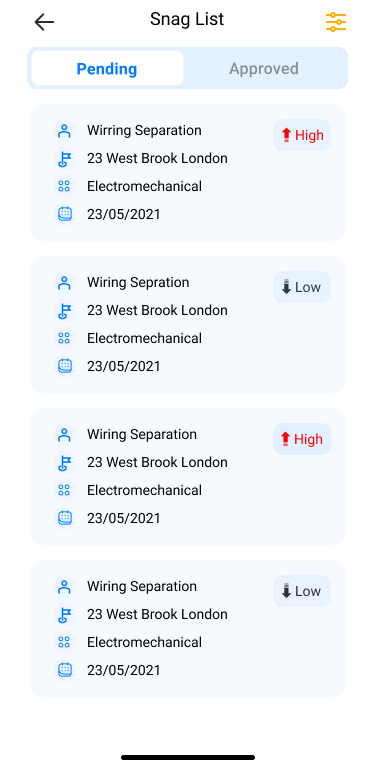 Snag List
Pending
Approved
Wirring Separation
High
23 West Brook London
Electromechanical
23/05/2021
Wiring Sepration
Low
23 West Brook London
Electromechanical
23/05/2021
Wiring Separation
High
23 West Brook London
Electromechanical
23/05/2021
Wiring Separation
Low
23 West Brook London
Electromechanical
23/05/2021